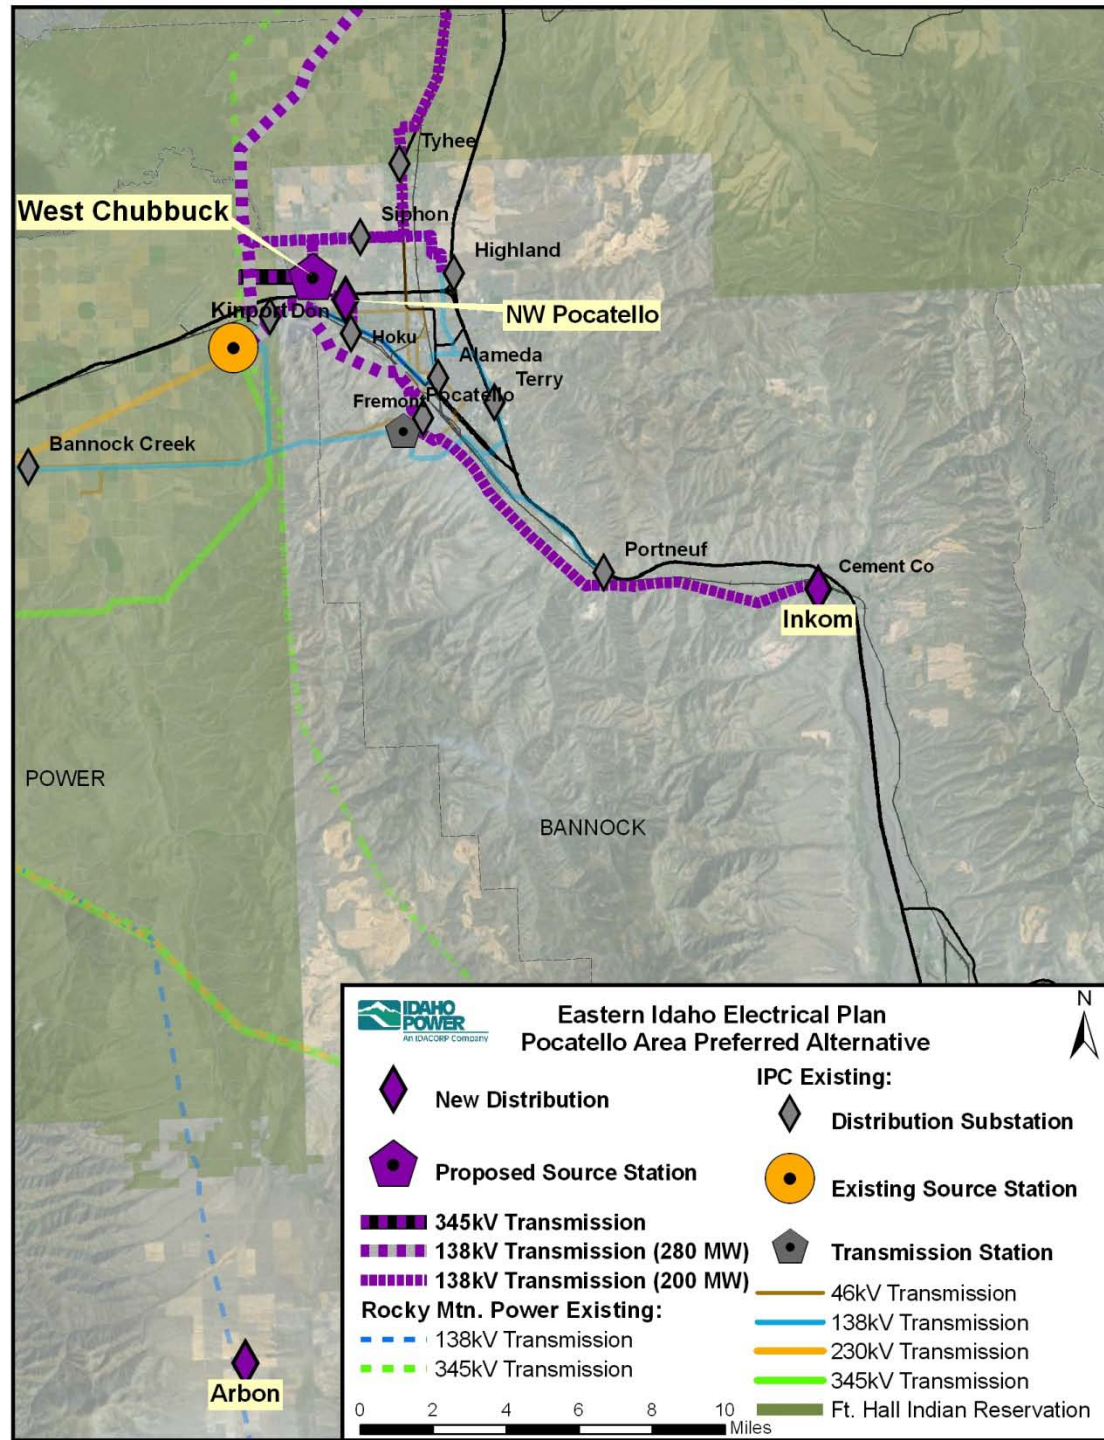 Tyhee
West Chubbuck
Siphon
Highland
Kinport
Don
NW Pocatello
Hoku
Alameda
Terry
Fremont
Pocatello
Bannock Creek
Portneuf
Cement Co
Inkom
POWER
BANNOCK
Arbon
IDAHO
POWER
An IDACORP Company
Eastern Idaho Electrical Plan
Pocatello Area Preferred Alternative
N
New Distribution
Proposed Source Station
345kV Transmission
138kV Transmission (280 MW)
138kV Transmission (200 MW)
Rocky Mtn. Power Existing:
138kV Transmission
345kV Transmission
IPC Existing:
Distribution Substation
Existing Source Station
Transmission Station
46kV Transmission
138kV Transmission
230kV Transmission
345kV Transmission
Ft. Hall Indian Reservation
0 2 4 6 8 10
Miles